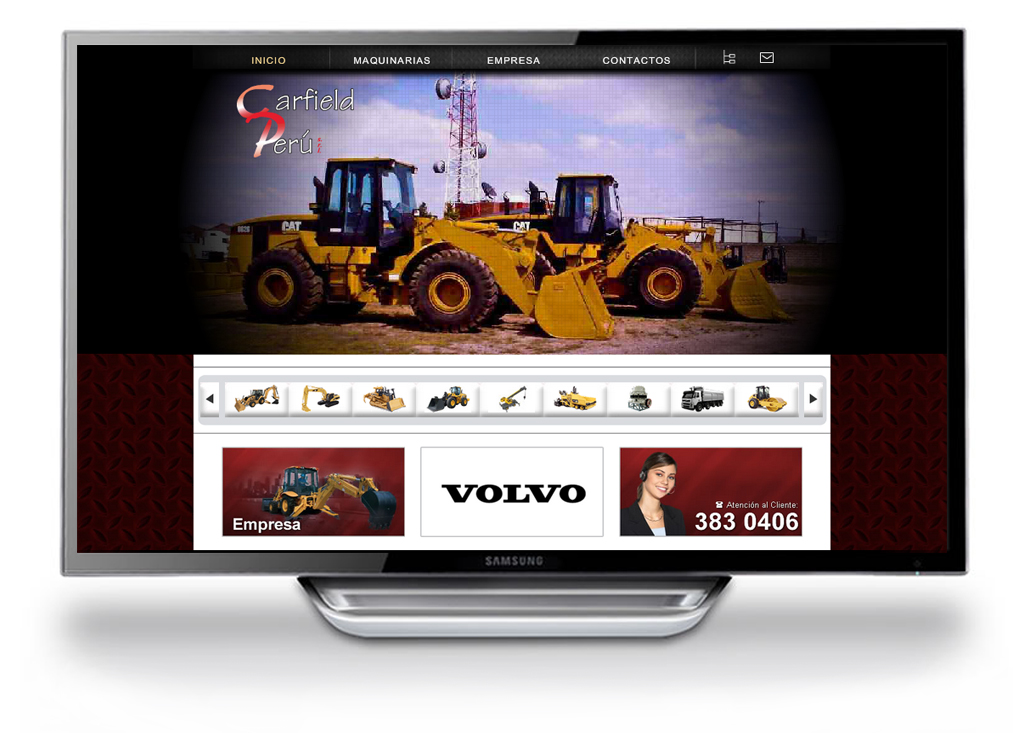 INICIO
MAQUINARIAS
EMPRESA
CONTACTOS
Carfield
Perú
CAT
CAT
Empresa
VOLVO
Atención al Cliente:
383 0406
SAMSUNG